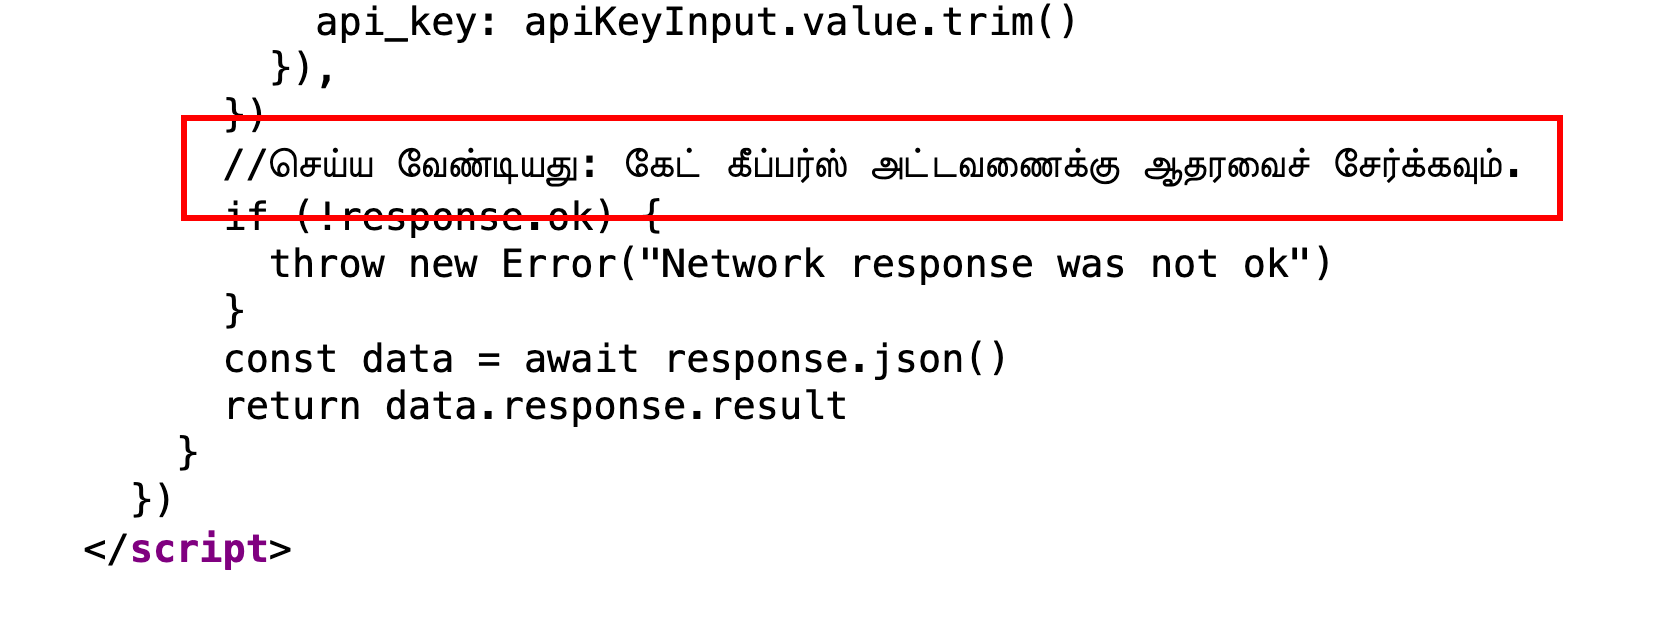 api_key: apiKeyInput.value.trim()
}),
})
//செய்ய வேண்டியது: கேட் கீப்பர்ஸ் அட்டவணைக்கு ஆதரவைச் சேர்க்கவும்.
if (!response.ok) {
throw new Error("Network response was not ok")
}
const data = await response.json()
return data.response.result
}
})
</script>